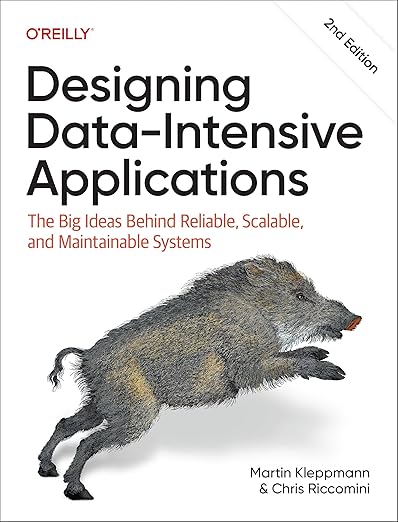 O'REILLY®
2nd Edition
Designing
Data-Intensive
Applications
The Big Ideas Behind Reliable, Scalable,
and Maintainable Systems
Martin Kleppmann
& Chris Riccomini